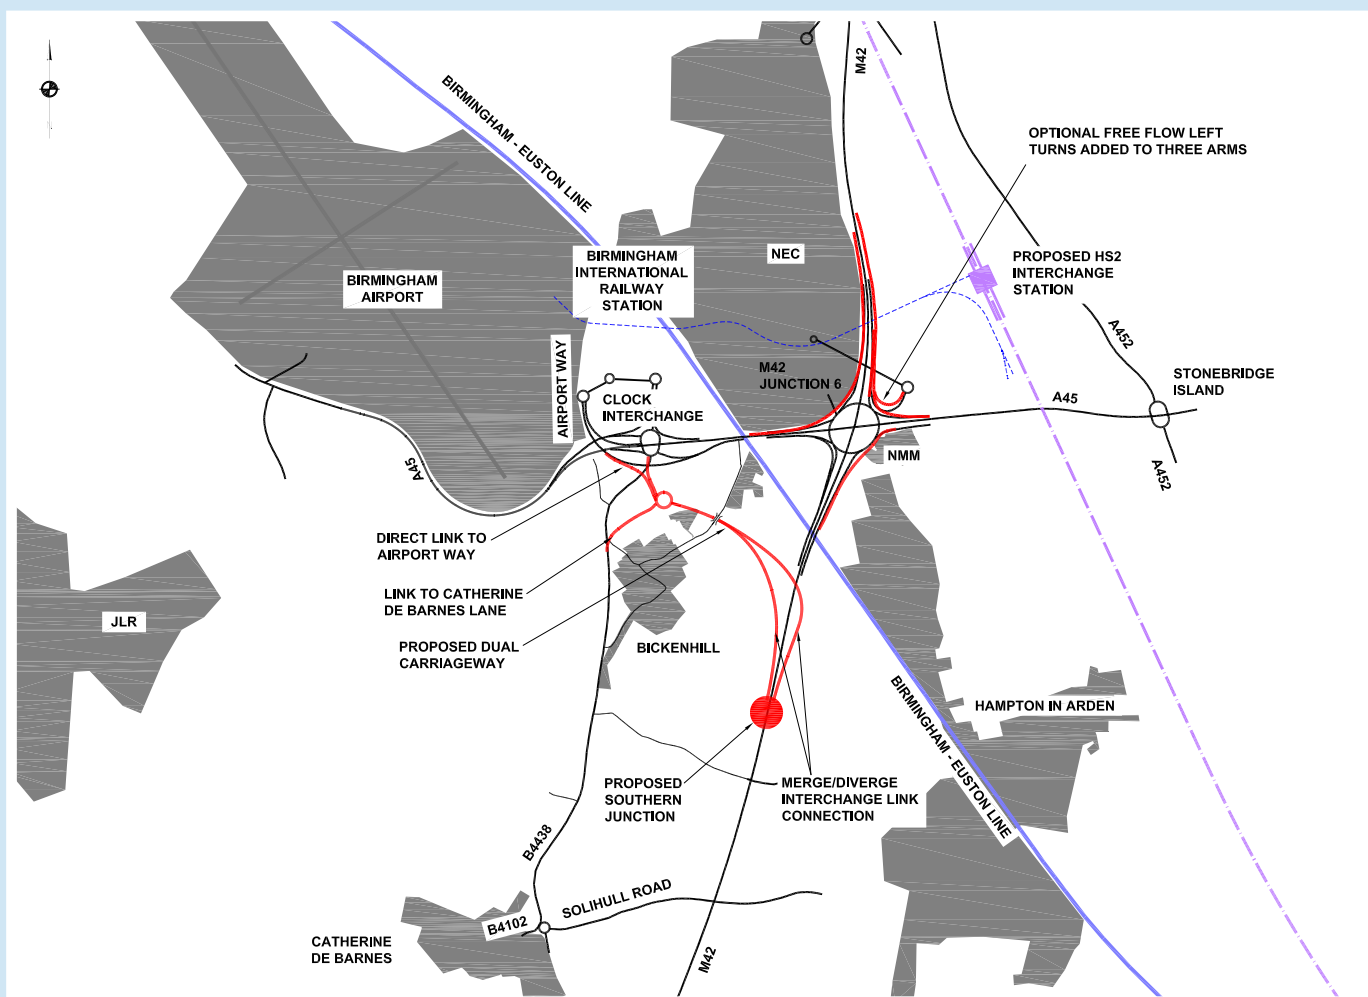 M42
BIRMINGHAM - EUSTON LINE
OPTIONAL FREE FLOW LEFT
TURNS ADDED TO THREE ARMS
NEC
BIRMINGHAM
INTERNATIONAL
RAILWAY
STATION
PROPOSED HS2
INTERCHANGE
STATION
BIRMINGHAM
AIRPORT
A452
AIRPORT WAY
M42
JUNCTION 6
STONEBRIDGE
ISLAND
CLOCK
INTERCHANGE
A45
A45
NMM
A452
DIRECT LINK TO
AIRPORT WAY
LINK TO CATHERINE
DE BARNES LANE
JLR
PROPOSED DUAL
CARRIAGEWAY
BICKENHILL
HAMPTON IN ARDEN
BIRMINGHAM - EUSTON LINE
PROPOSED
SOUTHERN
JUNCTION
MERGE/DIVERGE
INTERCHANGE LINK
CONNECTION
B4438
SOLIHULL ROAD
B4102
CATHERINE
DE BARNES
M42